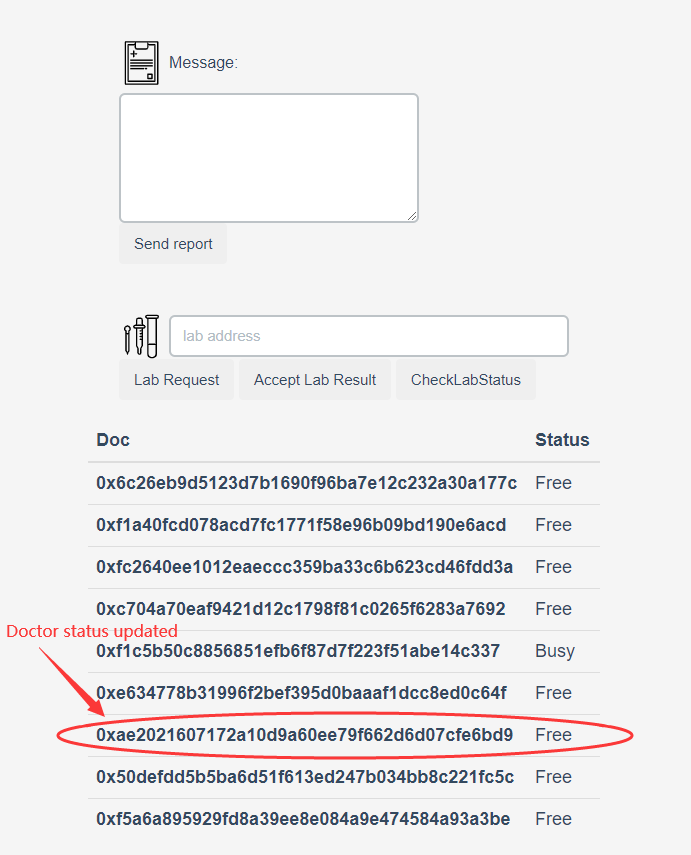 Message:
Send report
lab address
Lab Request Accept Lab Result CheckLabStatus
Doc Status
0x6c26eb9d5123d7b1690f96ba7e12c232a30a177c Free
0xf1a40fcd078acd7fc1771f58e96b09bd190e6acd Free
0xfc2640ee1012eaeccc359ba33c6b623cd46fdd3a Free
0xc704a70eaf9421d12c1798f81c0265f6283a7692 Free
Doctor status updated
0xf1c5b50c8856851efb6f87d7f223f51abe14c337 Busy
0xe634778b31996f2bef395d0baaaf1dcc8ed0c64f Free
0xae2021607172a10d9a60ee79f662d6d07cfe6bd9 Free
0x50defdd5b5ba6d51f613ed247b034bb8c221fc5c Free
0xf5a6a895929fd8a39ee8e084a9e474584a93a3be Free